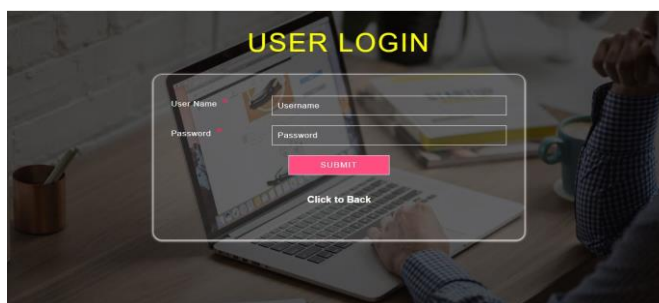 USER LOGIN
User Name *
Username
Password *
Password
SUBMIT
Click to Back